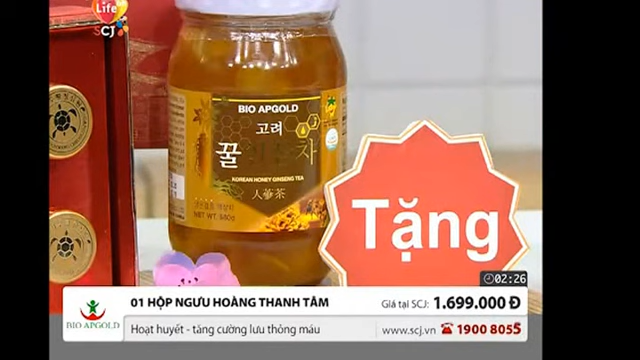 Life
SCJ
BIO APGOLD
고려
꿀인삼차
KOREAN HONEY GINSENG TEA
人蔘茶
NET WT. 580g
Tặng
02:26
01 HỘP NGƯU HOÀNG THANH TÂM
Giá tại SCJ: 1.699.000 Đ
BIO APGOLD
Hoạt huyết - tăng cường lưu thông máu
www.scj.vn
1900 8055